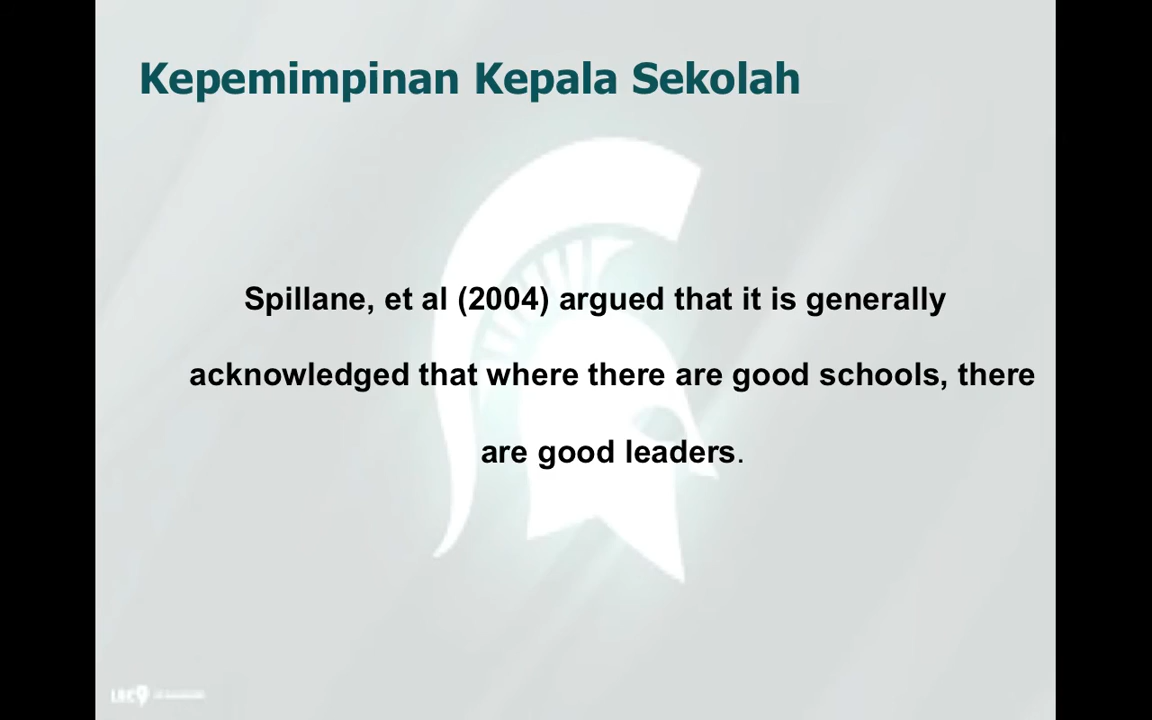 Kepemimpinan Kepala Sekolah
Spillane, et al (2004) argued that it is generally
acknowledged that where there are good schools, there
are good leaders.